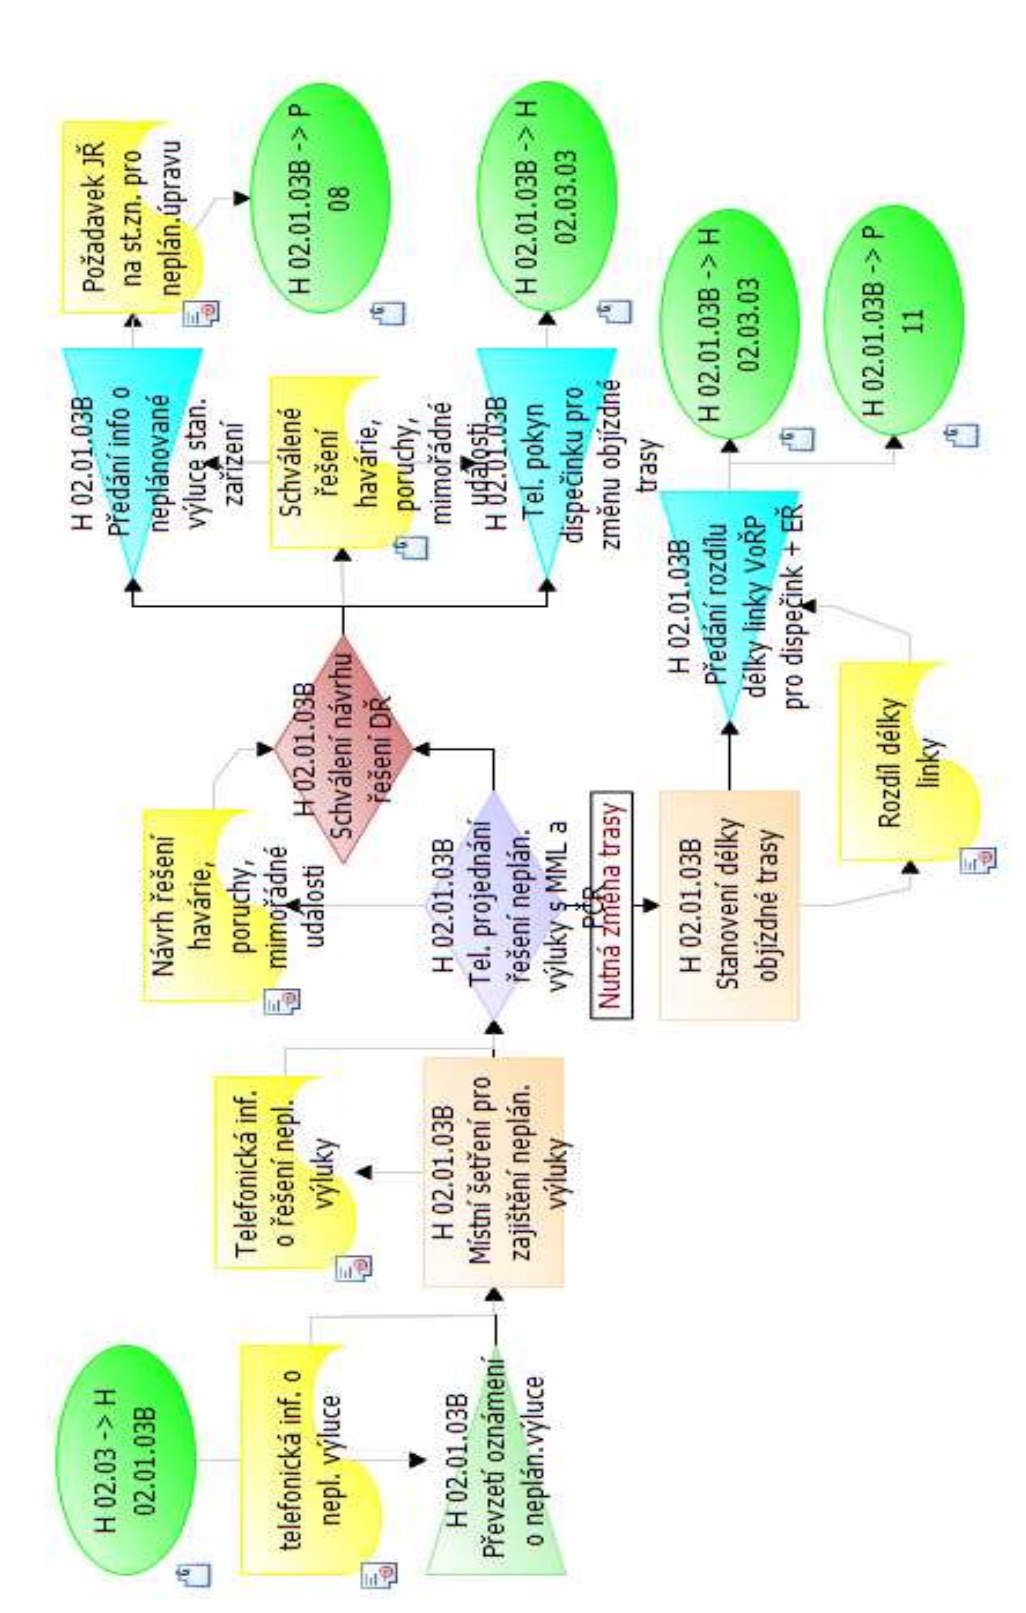 H 02.03 -> H
02.01.03B
telefonická inf. o
nepl. výluce
H 02.01.03B
Převzetí oznámení
o neplán.výluce
Telefonická inf.
o řešení nepl.
výluky
H 02.01.03B
Místní šetření pro
zajištění neplán.
výluky
Návrh řešení
havárie,
poruchy,
mimořádné
události
H 02.01.03B
Tel. projednání
řešení neplán.
výluky s MML a
PČR
Nutná změna trasy
H 02.01.03B
Stanovení délky
objízdné trasy
H 02.01.03B
Schválení návrhu
řešení DR
Rozdíl délky
linky
H 02.01.03B
Předání info o
neplánované
výluce stan.
zařízení
Schválené
řešení
havárie,
poruchy,
mimořádné
události
H 02.01.03B
Tel. pokyn
dispečinku pro
změnu objízdné
trasy
H 02.01.03B
Předání rozdílu
délky linky VoŘP
pro dispečink + EŘ
Požadavek JŘ
na st.zn. pro
neplán.úpravu
H 02.01.03B -> P
08
H 02.01.03B -> H
02.03.03
H 02.01.03B -> H
02.03.03
H 02.01.03B -> P
11